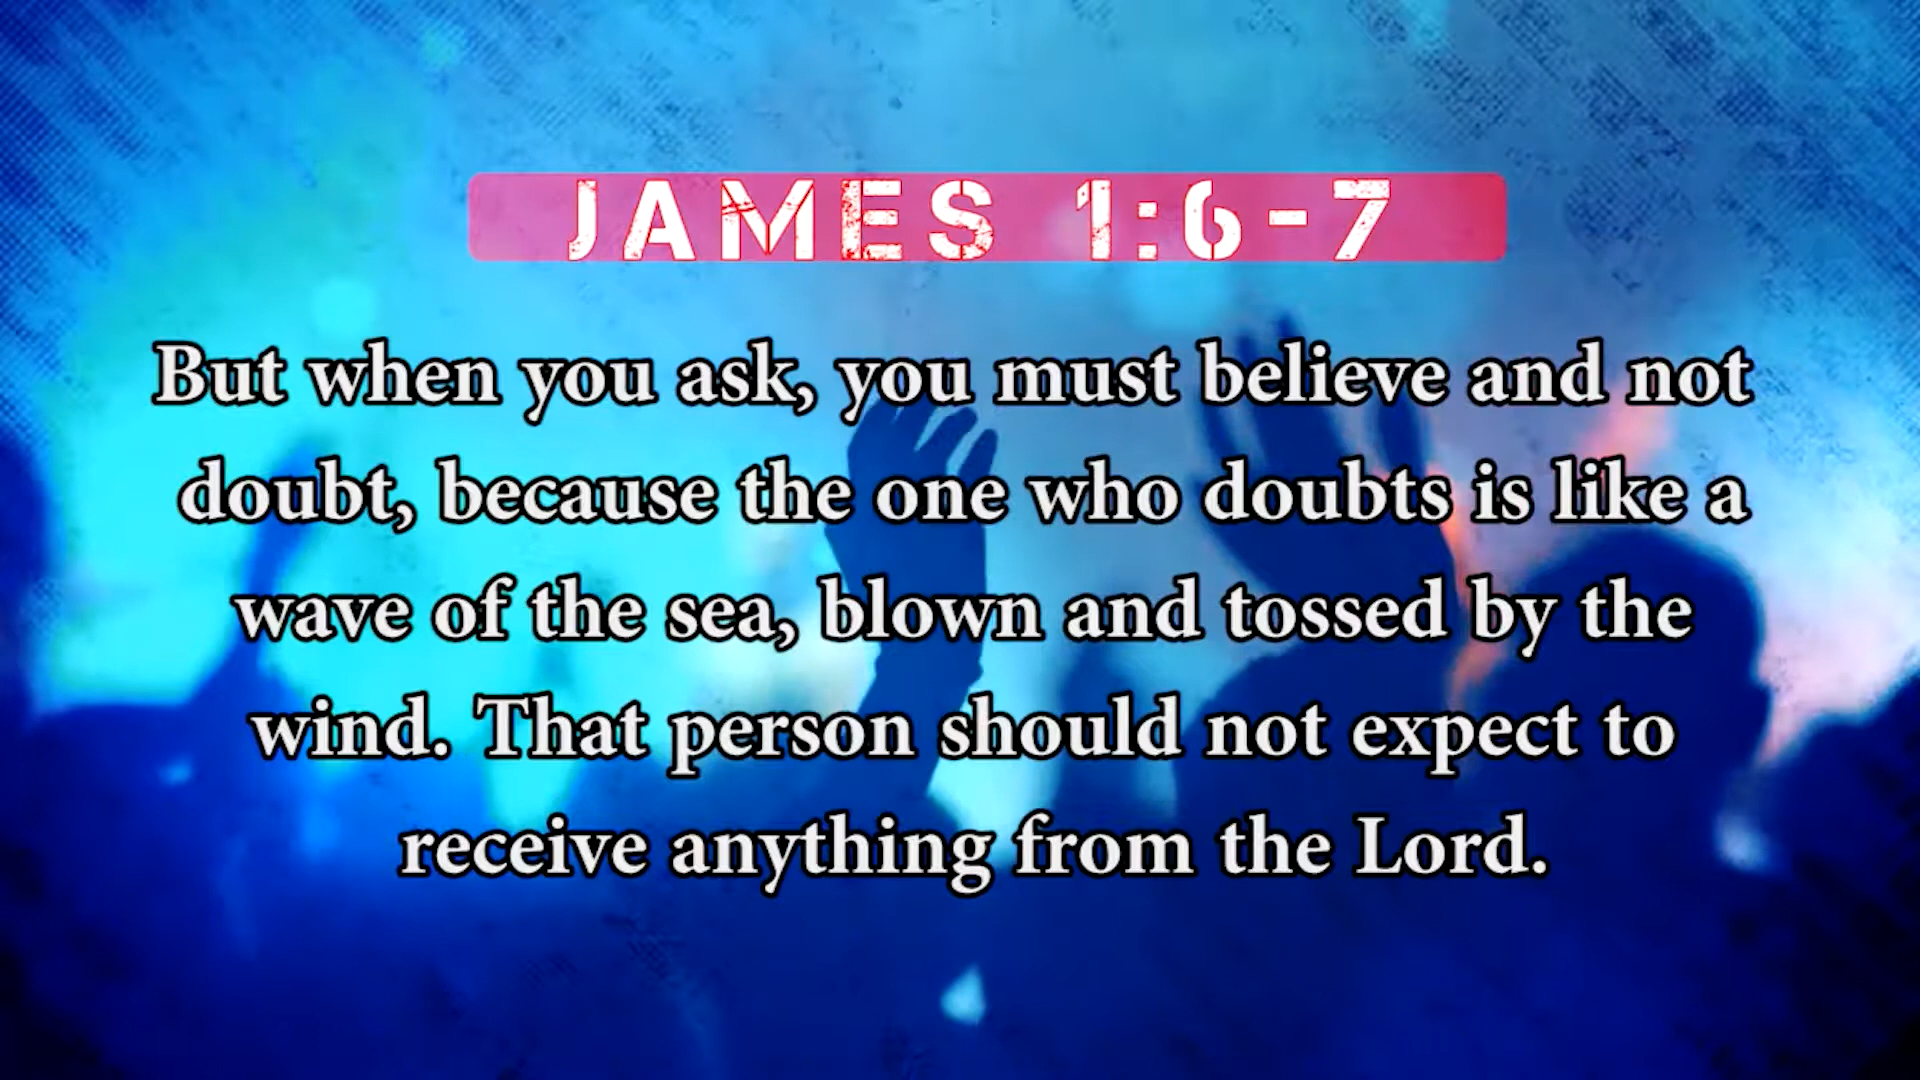 JAMES 1:6-7
But when you ask, you must believe and not
doubt, because the one who doubts is like a
wave of the sea, blown and tossed by the
wind. That person should not expect to
receive anything from the Lord.